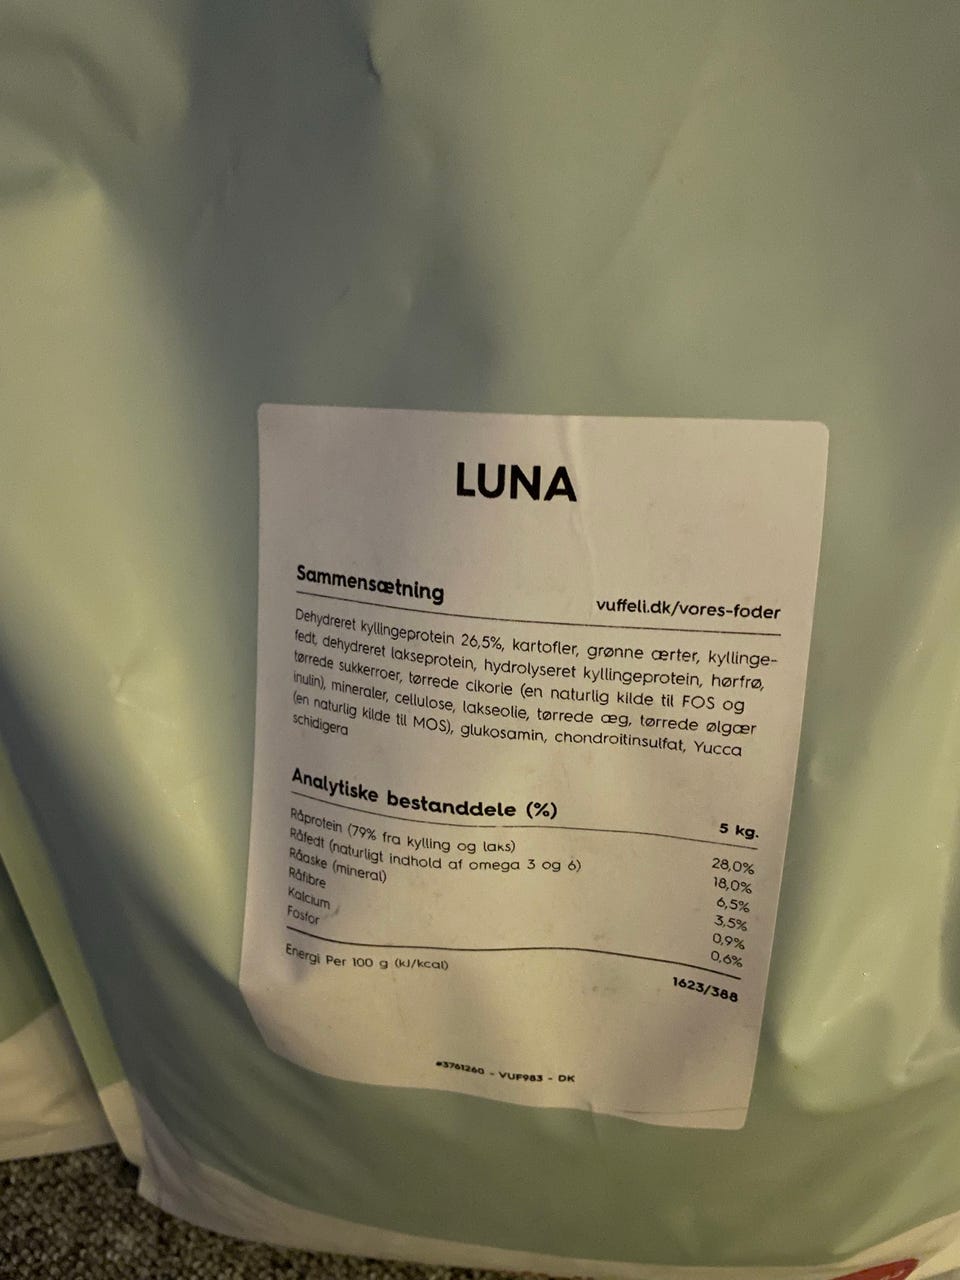 LUNA
Sammensætning
vuffeli.dk/vores-foder
Dehydreret kyllingeprotein 26,5%, kartofler, grønne ærter, kyllinge-
fedt, dehydreret lakseprotein, hydrolyseret kyllingeprotein, hørfrø,
tørrede sukkerroer, tørrede cikorie (en naturlig kilde til FOS og
inulin), mineraler, cellulose, lakseolie, tørrede æg, tørrede ølgær
(en naturlig kilde til MOS), glukosamin, chondroitinsulfat, Yucca
schidigera
Analytiske bestanddele (%) 5 kg.
Råprotein (79% fra kylling og laks) 28,0%
Råfedt (naturligt indhold af omega 3 og 6) 18,0%
Råaske (mineral) 6,5%
Råfibre 3,5%
Kalcium 0,9%
Fosfor 0,6%
Energi Per 100 g (kJ/kcal) 1623/388
#3761260 - VUF983 - DK